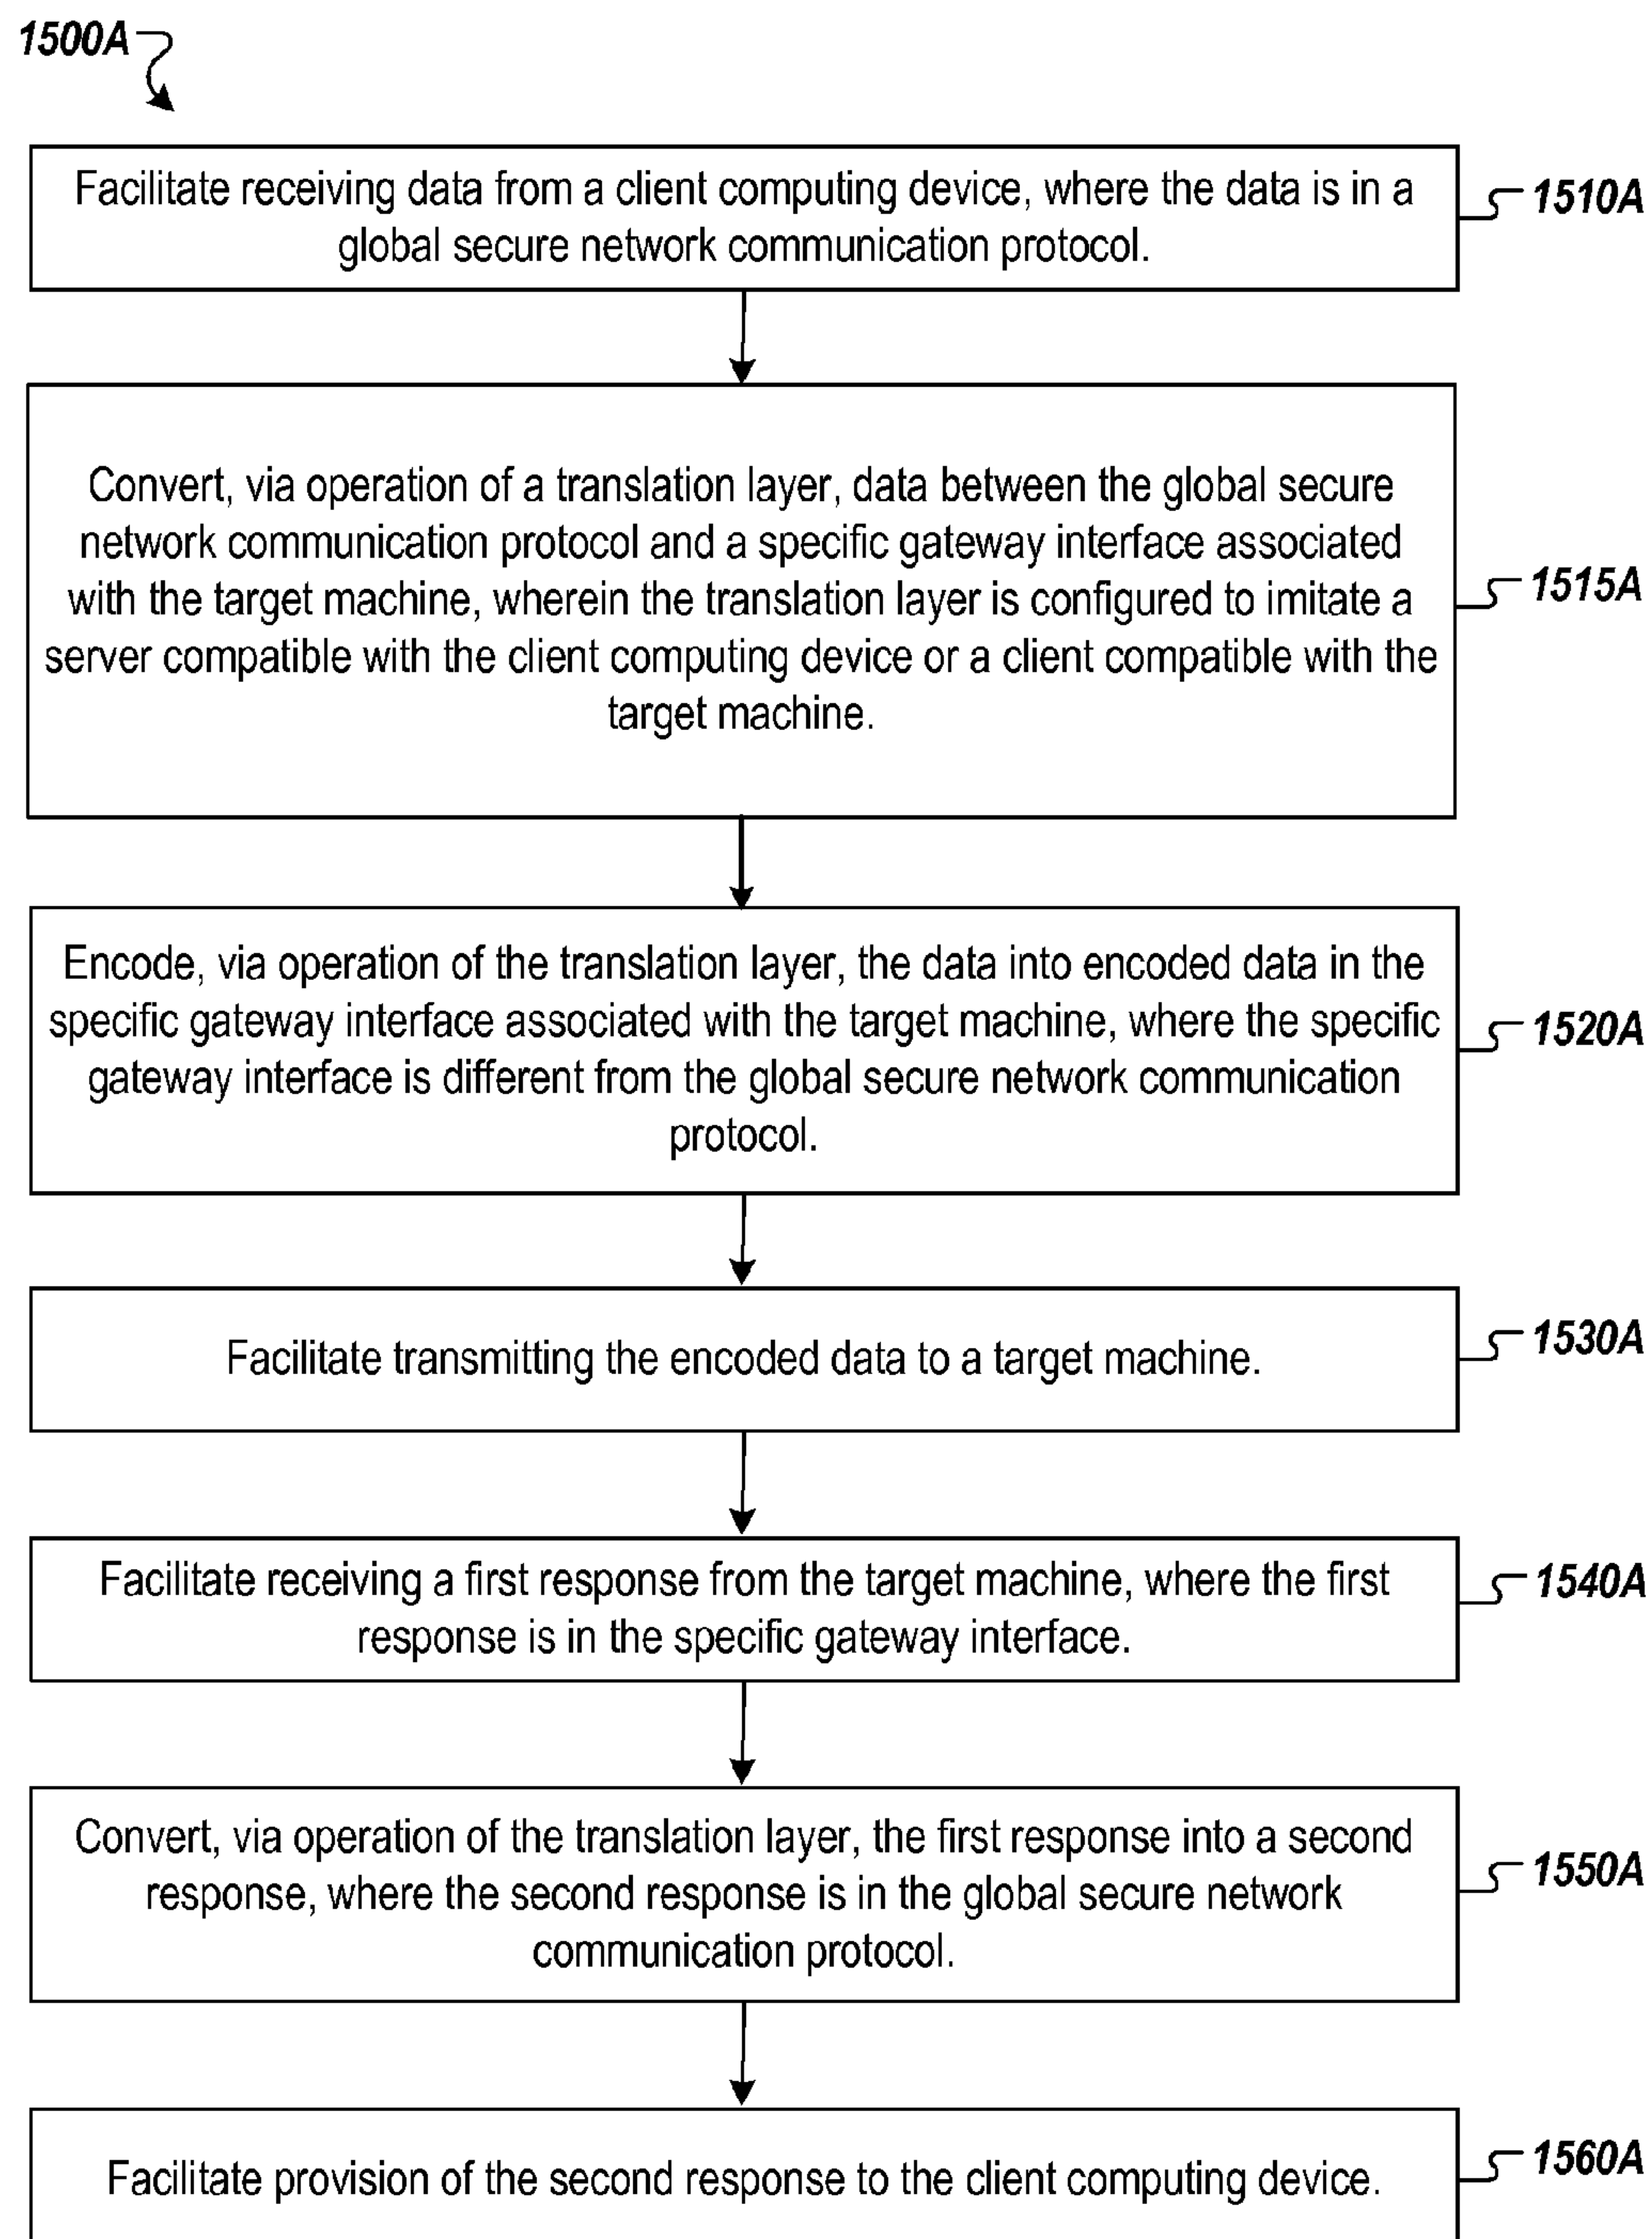 1500A
Facilitate receiving data from a client computing device, where the data is in a
global secure network communication protocol.
1510A
Convert, via operation of a translation layer, data between the global secure
network communication protocol and a specific gateway interface associated
with the target machine, wherein the translation layer is configured to imitate a
server compatible with the client computing device or a client compatible with the
target machine.
1515A
Encode, via operation of the translation layer, the data into encoded data in the
specific gateway interface associated with the target machine, where the specific
gateway interface is different from the global secure network communication
protocol.
1520A
Facilitate transmitting the encoded data to a target machine.
1530A
Facilitate receiving a first response from the target machine, where the first
response is in the specific gateway interface.
1540A
Convert, via operation of the translation layer, the first response into a second
response, where the second response is in the global secure network
communication protocol.
1550A
Facilitate provision of the second response to the client computing device.
1560A